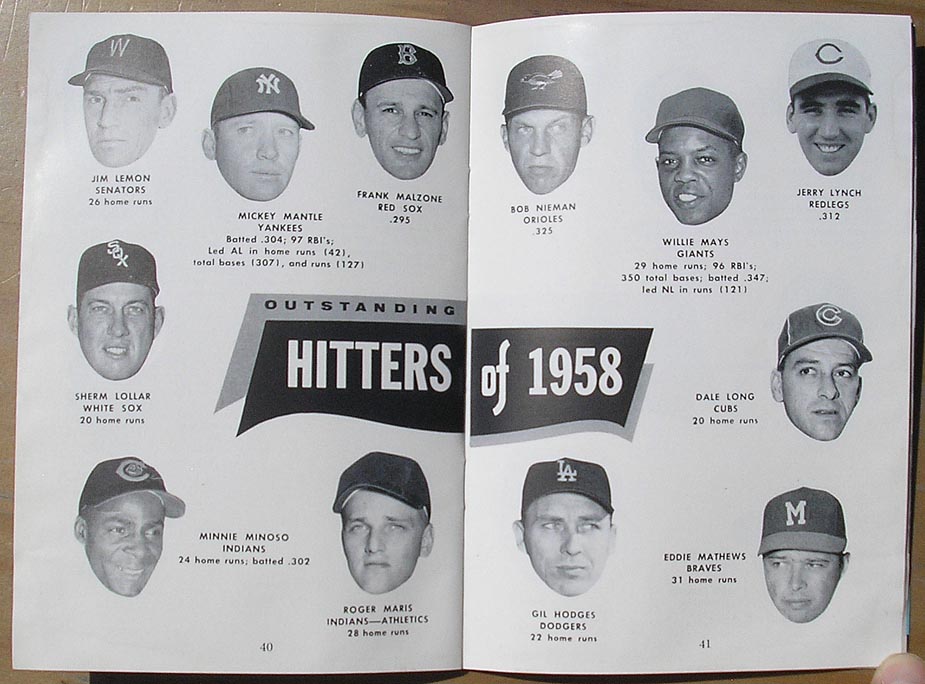 W
JIM LEMON
SENATORS
26 home runs
NY
MICKEY MANTLE
YANKEES
Batted .304; 97 RBI's;
Led AL in home runs (42),
total bases (307), and runs (127)
B
FRANK MALZONE
RED SOX
.295
SOX
SHERM LOLLAR
WHITE SOX
20 home runs
OUTSTANDING
HITTERS
C
MINNIE MINOSO
INDIANS
24 home runs; batted .302
ROGER MARIS
INDIANS—ATHLETICS
28 home runs
40
BOB NIEMAN
ORIOLES
.325
WILLIE MAYS
GIANTS
29 home runs; 96 RBI's;
350 total bases; batted .347;
led NL in runs (121)
C
JERRY LYNCH
REDLEGS
.312
of 1958
C
DALE LONG
CUBS
20 home runs
LA
GIL HODGES
DODGERS
22 home runs
M
EDDIE MATHEWS
BRAVES
31 home runs
41